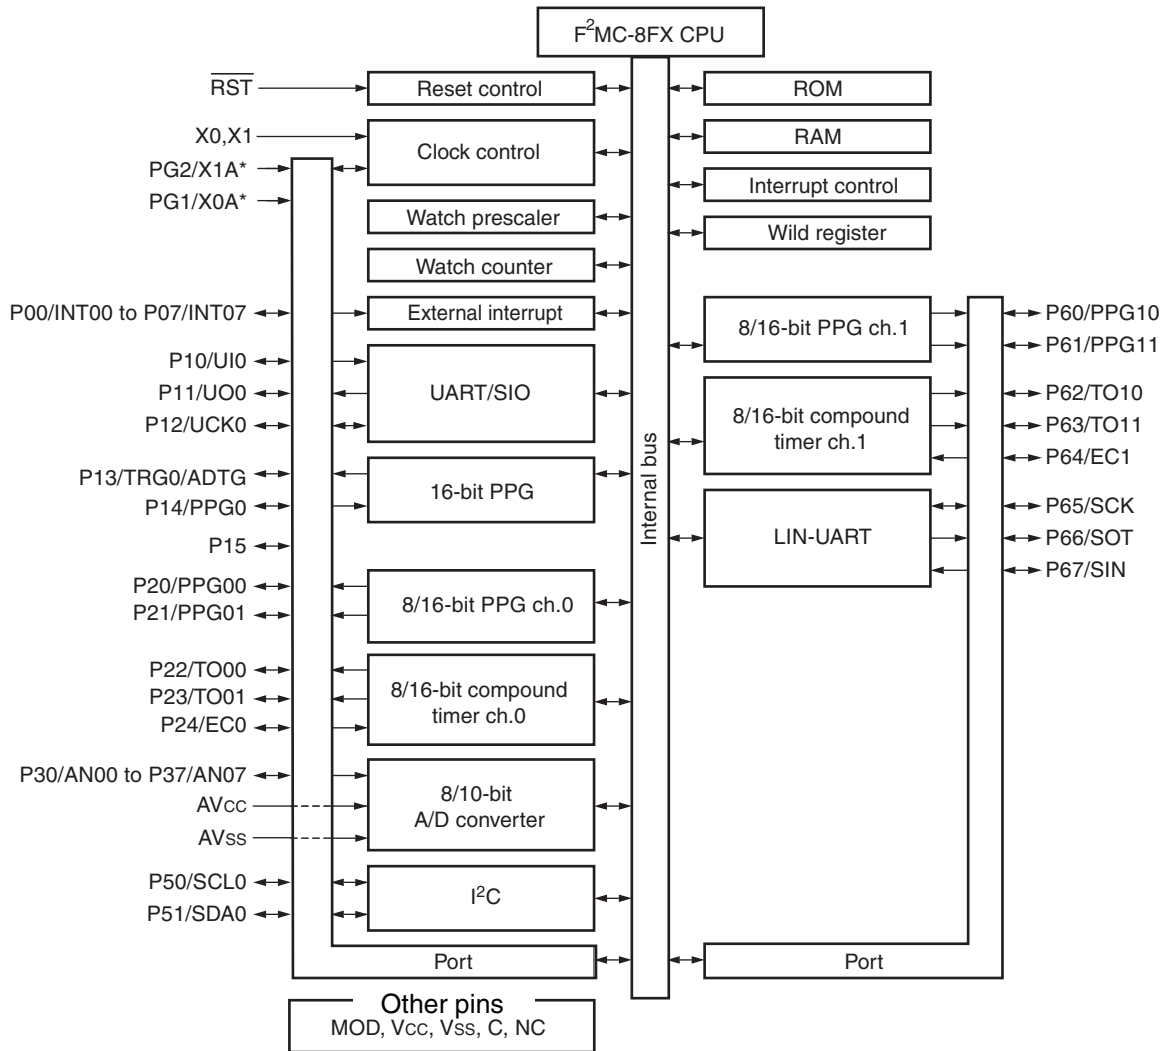 F²MC-8FX CPU
RST
Reset control
ROM
X0,X1
Clock control
RAM
PG2/X1A*
PG1/X0A*
Interrupt control
Watch prescaler
Wild register
Watch counter
P00/INT00 to P07/INT07
External interrupt
8/16-bit PPG ch.1
P60/PPG10
P61/PPG11
P10/UI0
P11/UO0
P12/UCK0
UART/SIO
8/16-bit compound
timer ch.1
P62/TO10
P63/TO11
P64/EC1
P13/TRG0/ADTG
P14/PPG0
16-bit PPG
Internal bus
LIN-UART
P65/SCK
P66/SOT
P67/SIN
P15
P20/PPG00
P21/PPG01
8/16-bit PPG ch.0
P22/TO00
P23/TO01
P24/EC0
8/16-bit compound
timer ch.0
P30/AN00 to P37/AN07
AVCC
AVSS
8/10-bit
A/D converter
P50/SCL0
P51/SDA0
I²C
Port
Port
Other pins
MOD, VCC, VSS, C, NC